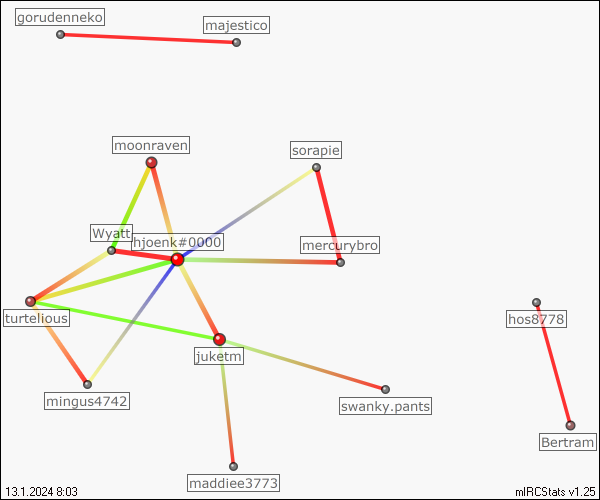 gorudenneko
majestico
moonraven
sorapie
Wyatt
hjoenk#0000
mercurybro
turtelious
hos8778
juketm
mingus4742
swanky.pants
Bertram
maddiee3773
13.1.2024 8:03
mIRCStats v1.25